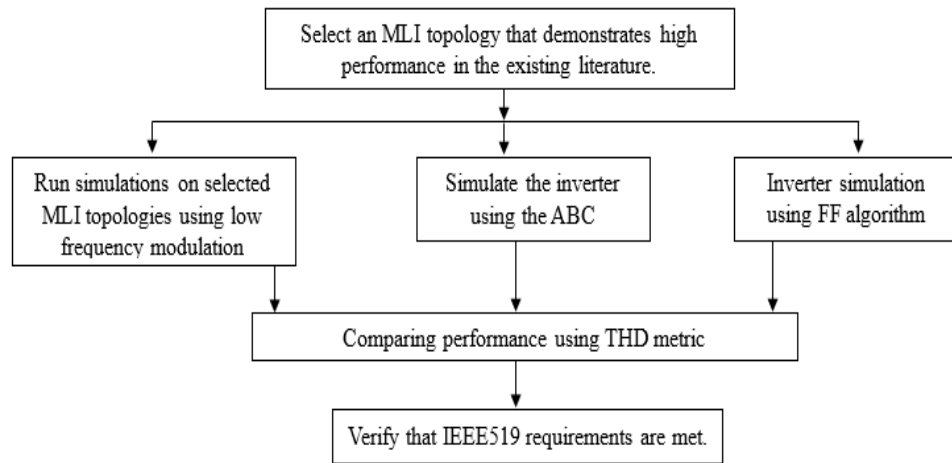 Select an MLI topology that demonstrates high
performance in the existing literature.
Run simulations on selected
MLI topologies using low
frequency modulation
Simulate the inverter
using the ABC
Inverter simulation
using FF algorithm
Comparing performance using THD metric
Verify that IEEE519 requirements are met.